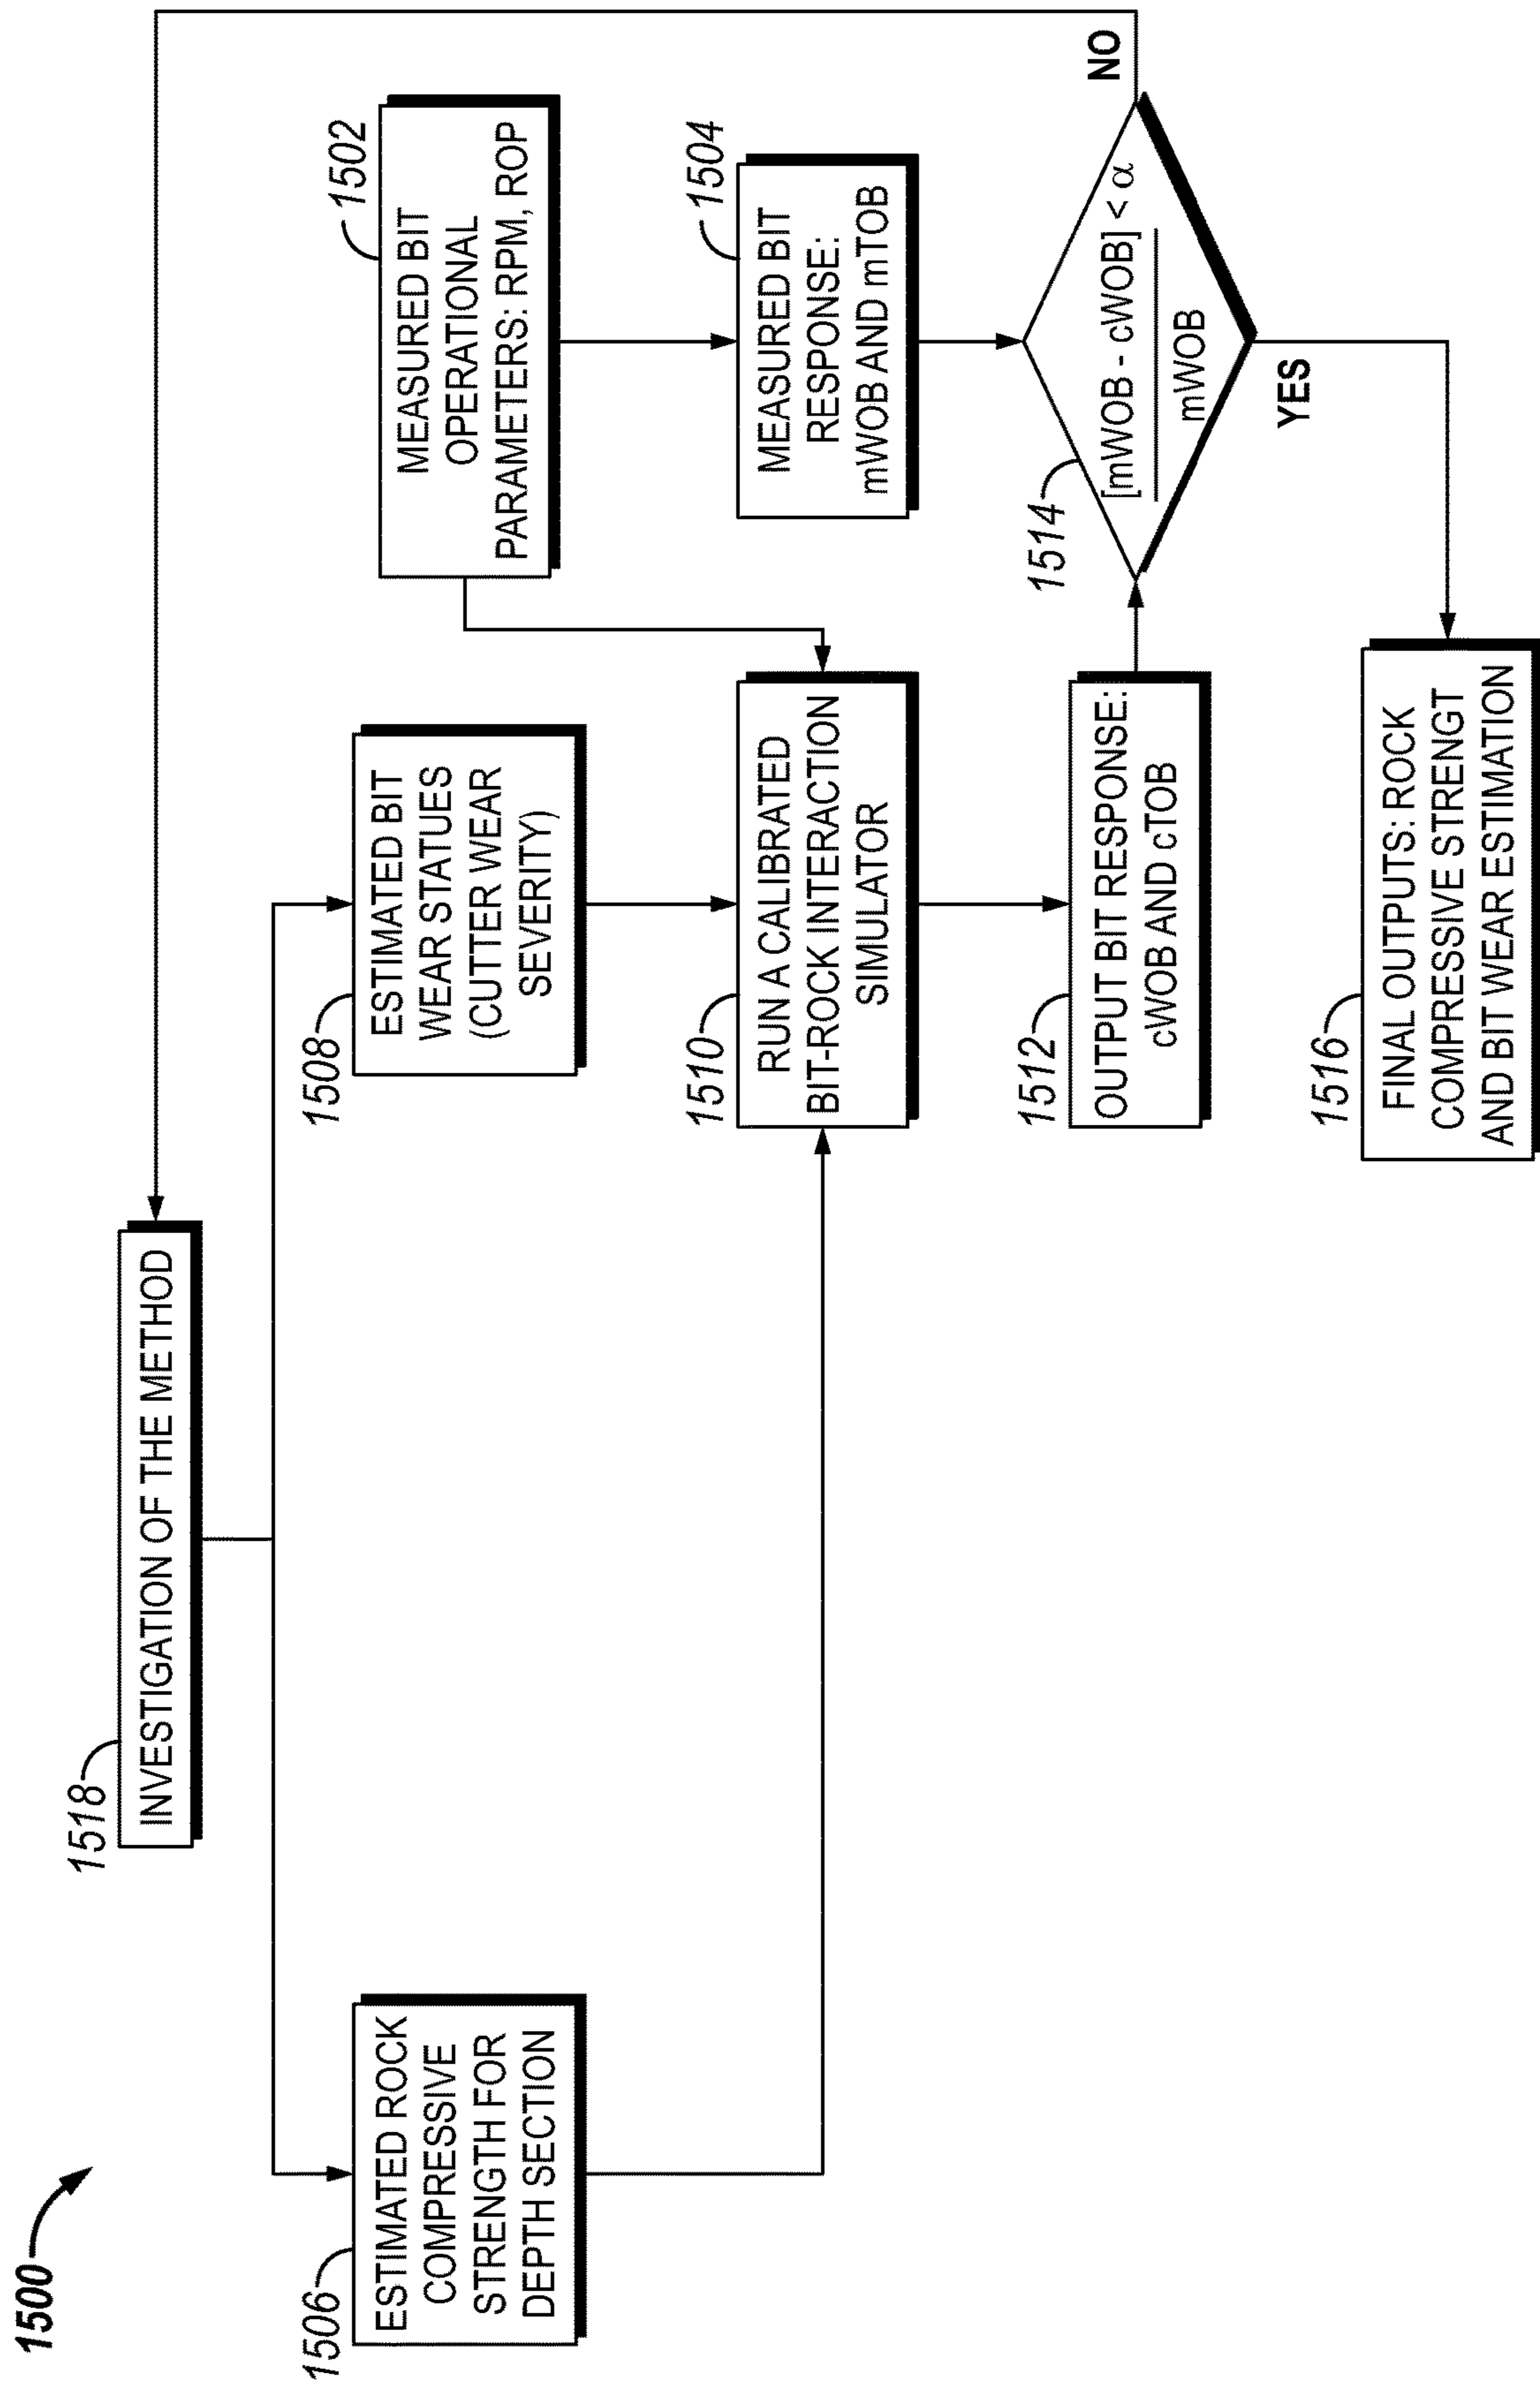 1500
1518
INVESTIGATION OF THE METHOD
1506
ESTIMATED ROCK
COMPRESSIVE
STRENGTH FOR
DEPTH SECTION
1508
ESTIMATED BIT
WEAR STATUES
(CUTTER WEAR
SEVERITY)
1502
MEASURED BIT
OPERATIONAL
PARAMETERS: RPM, ROP
1510
RUN A CALIBRATED
BIT-ROCK INTERACTION
SIMULATOR
1504
MEASURED BIT
RESPONSE:
mWOB AND mTOB
1512
OUTPUT BIT RESPONSE:
cWOB AND cTOB
1514
[mWOB - cWOB] < α
mWOB
NO
YES
1516
FINAL OUTPUTS: ROCK
COMPRESSIVE STRENGT
AND BIT WEAR ESTIMATION